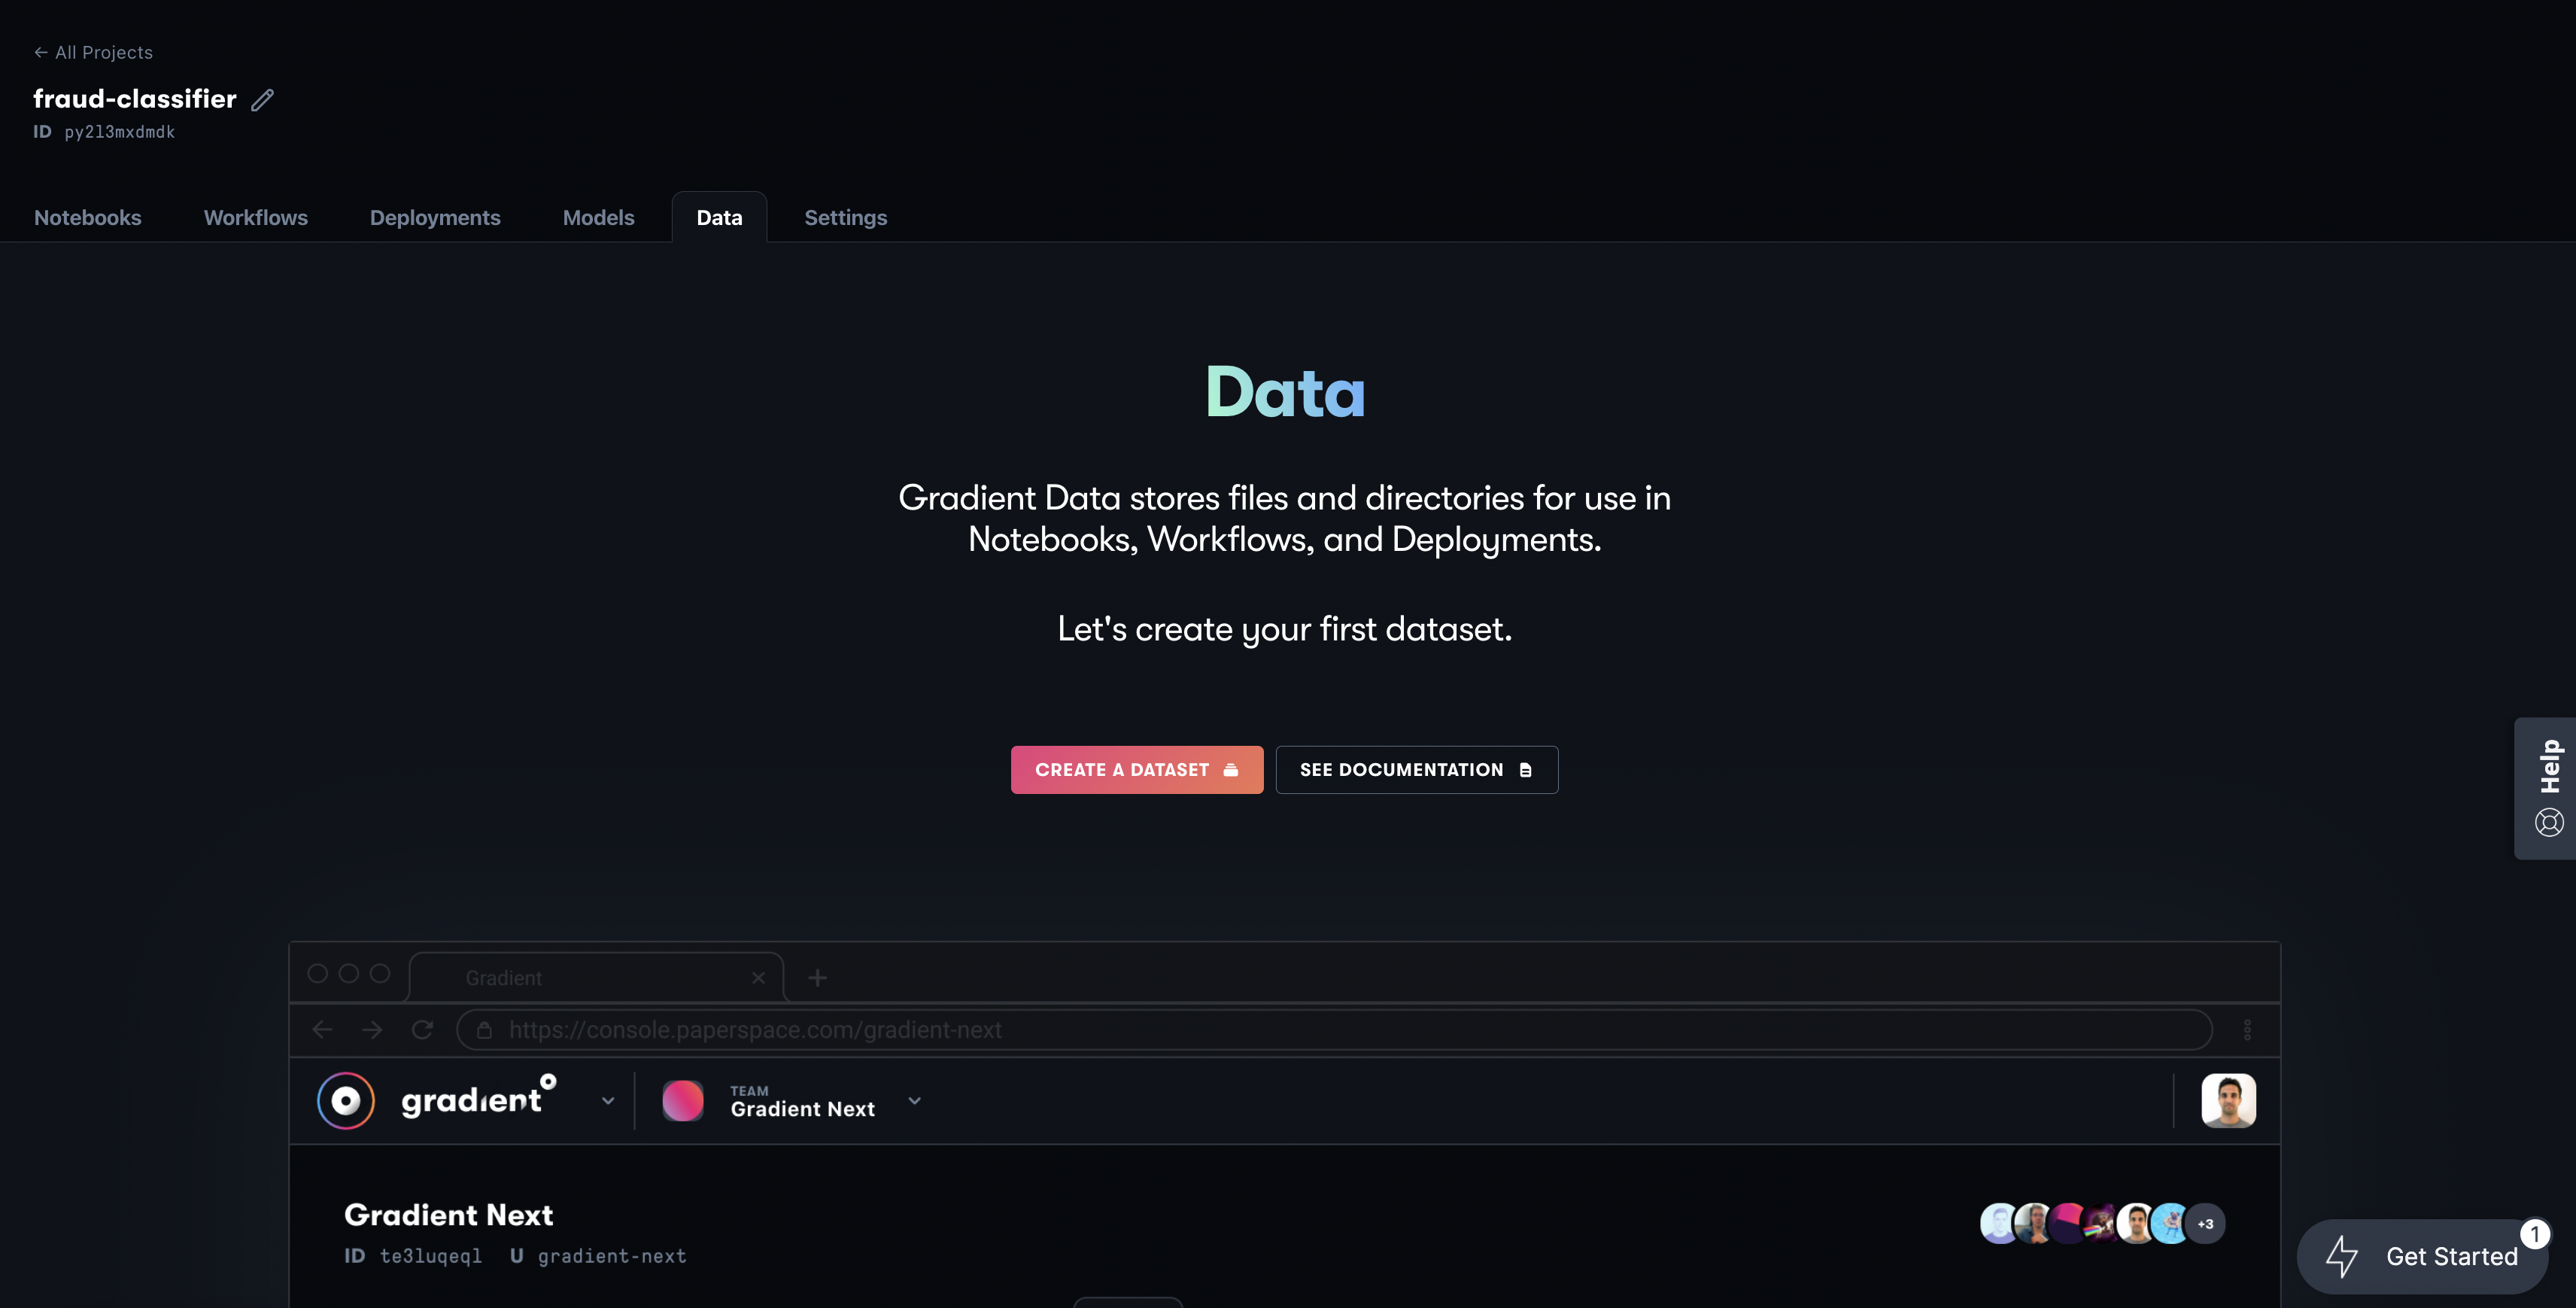 ← All Projects
fraud-classifier
ID py2l3mxdmdk
Notebooks Workflows Deployments Models Data Settings
Data
Gradient Data stores files and directories for use in
Notebooks, Workflows, and Deployments.
Let's create your first dataset.
CREATE A DATASET SEE DOCUMENTATION
Help
Gradient
https://console.paperspace.com/gradient-next
gradient
TEAM
Gradient Next
Gradient Next
ID te3luqeql U gradient-next
+3
Get Started
1